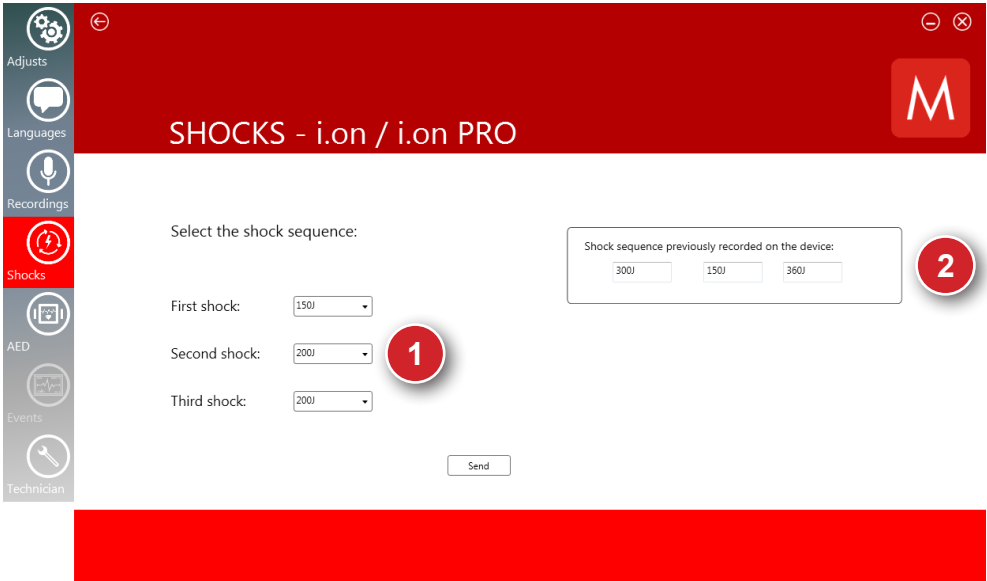 Adjusts
Languages
Recordings
Shocks
AED
Events
Technician
M
SHOCKS - i.on / i.on PRO
Select the shock sequence:
First shock: 150J
Second shock: 200J
Third shock: 200J
1
Send
Shock sequence previously recorded on the device:
300J 150J 360J
2